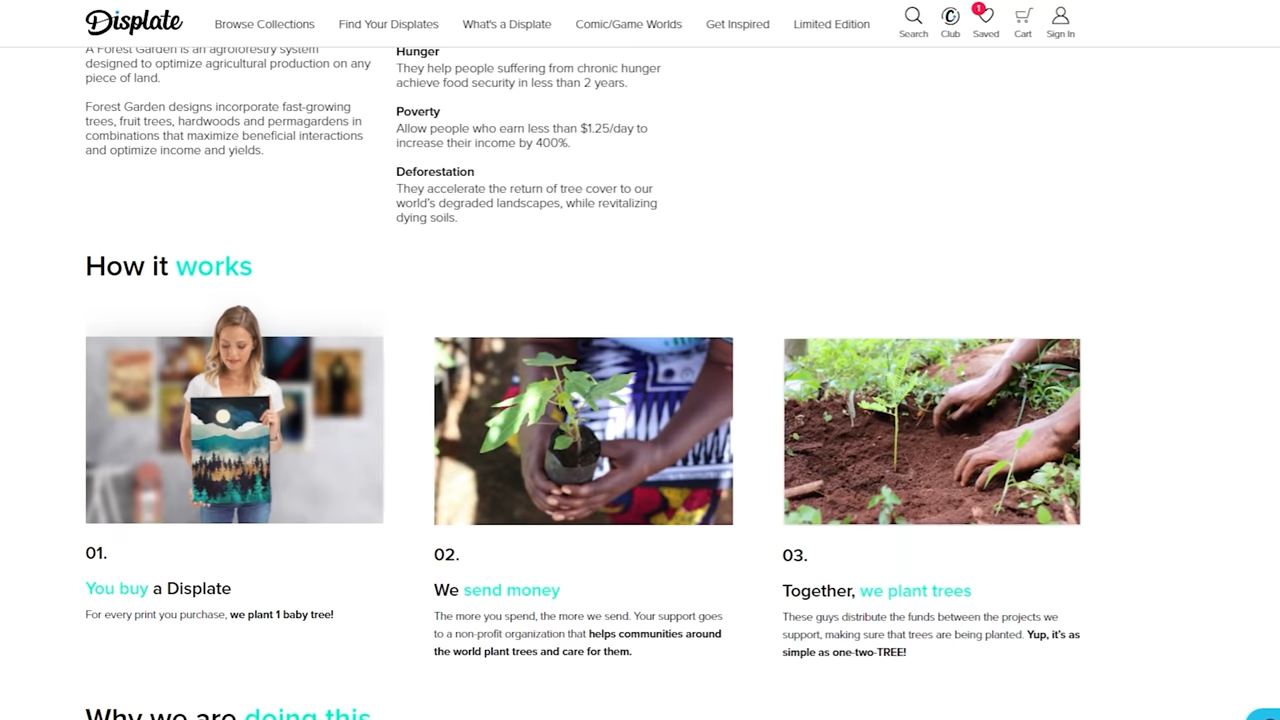 Displate
Browse Collections
Find Your Displates
What's a Displate
Comic/Game Worlds
Get Inspired
Limited Edition
Search
Club
1
Saved
Cart
Sign In
A Forest Garden is an agroforestry system
designed to optimize agricultural production on any
piece of land.
Forest Garden designs incorporate fast-growing
trees, fruit trees, hardwoods and permagardens in
combinations that maximize beneficial interactions
and optimize income and yields.
Hunger
They help people suffering from chronic hunger
achieve food security in less than 2 years.
Poverty
Allow people who earn less than $1.25/day to
increase their income by 400%.
Deforestation
They accelerate the return of tree cover to our
world's degraded landscapes, while revitalizing
dying soils.
How it works
01.
You buy a Displate
For every print you purchase, we plant 1 baby tree!
02.
We send money
The more you spend, the more we send. Your support goes
to a non-profit organization that helps communities around
the world plant trees and care for them.
03.
Together, we plant trees
These guys distribute the funds between the projects we
support, making sure that trees are being planted. Yup, it's as
simple as one-two-TREE!
Why we are doing this